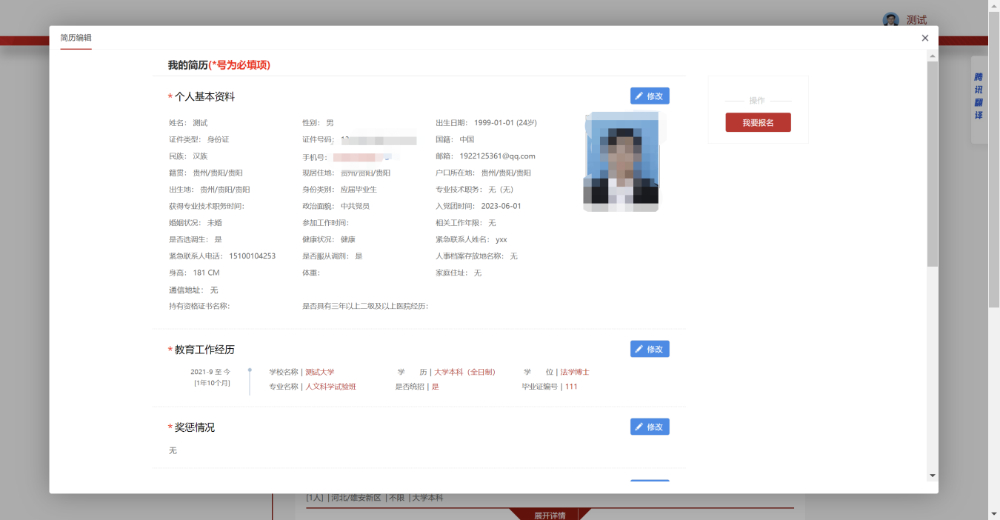 测试
简历编辑
我的简历(*号为必填项)
* 个人基本资料
修改
操作
我要报名
腾讯翻译
姓名： 测试 性别： 男 出生日期： 1999-01-01 (24岁)
证件类型： 身份证 证件号码： 国籍： 中国
民族： 汉族 手机号： 邮箱： 1922125361@qq.com
籍贯： 贵州/贵阳/贵阳 现居住地： 贵州/贵阳/贵阳 户口所在地： 贵州/贵阳/贵阳
出生地： 贵州/贵阳/贵阳 身份类别： 应届毕业生 专业技术职务： 无（无）
获得专业技术职务时间： 政治面貌： 中共党员 入党团时间： 2023-06-01
婚姻状况： 未婚 参加工作时间： 相关工作年限： 无
是否选调生： 是 健康状况： 健康 紧急联系人姓名： yxx
紧急联系人电话： 15100104253 是否服从调剂： 是 人事档案存放地名称： 无
身高： 181 CM 体重： 家庭住址： 无
通信地址： 无
持有资格证书名称： 是否具有三年以上二级及以上医院经历：
* 教育工作经历
修改
2021-9 至 今 学校名称 | 测试大学 学 历 | 大学本科（全日制） 学 位 | 法学博士
[1年10个月] 专业名称 | 人文科学试验班 是否统招 | 是 毕业证编号 | 111
* 奖惩情况
修改
无
[1人] | 河北/雄安新区 | 不限 | 大学本科
展开详情